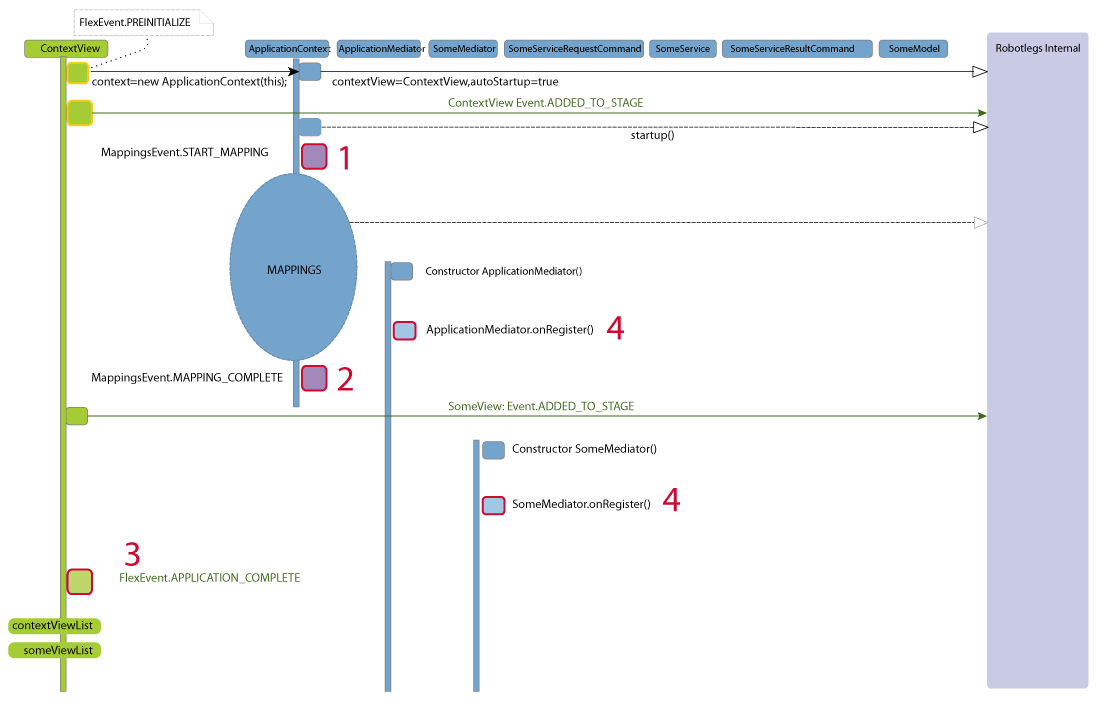 FlexEvent.PREINITIALIZE
ContextView
ApplicationContext
ApplicationMediator
SomeMediator
SomeServiceRequestCommand
SomeService
SomeServiceResultCommand
SomeModel
Robotlegs Internal
context=new ApplicationContext(this);
contextView=ContextView,autoStartup=true
ContextView Event.ADDED_TO_STAGE
startup()
MappingsEvent.START_MAPPING
1
MAPPINGS
Constructor ApplicationMediator()
ApplicationMediator.onRegister()
4
MappingsEvent.MAPPING_COMPLETE
2
SomeView: Event.ADDED_TO_STAGE
Constructor SomeMediator()
SomeMediator.onRegister()
4
3
FlexEvent.APPLICATION_COMPLETE
contextViewList
someViewList